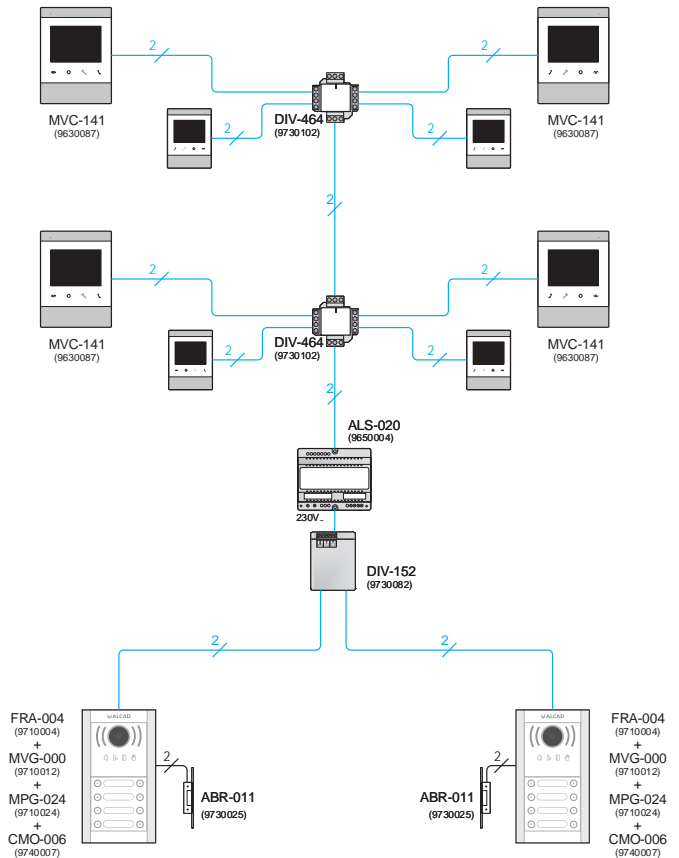 2
2
MVC-141
(9630087)
2
DIV-464
(9730102)
2
MVC-141
(9630087)
2
2
2
MVC-141
(9630087)
2
DIV-464
(9730102)
2
MVC-141
(9630087)
2
ALS-020
(9650004)
230V~
DIV-152
(9730082)
2
2
FRA-004
(9710004)
+
MVG-000
(9710012)
+
MPG-024
(9710024)
+
CMO-006
(9740007)
ALCAD
2
ABR-011
(9730025)
ALCAD
2
ABR-011
(9730025)
FRA-004
(9710004)
+
MVG-000
(9710012)
+
MPG-024
(9710024)
+
CMO-006
(9740007)